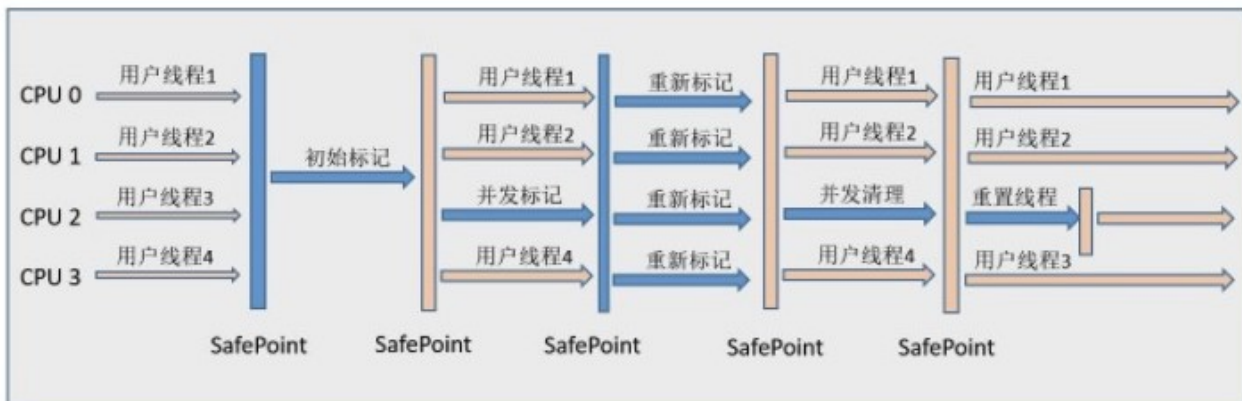 用户线程1 用户线程1 重新标记 用户线程1 用户线程1
CPU 0
用户线程2 用户线程2 重新标记 用户线程2 用户线程2
CPU 1 初始标记
用户线程3 并发标记 重新标记 并发清理 重置线程
CPU 2
用户线程4 用户线程4 重新标记 用户线程4 用户线程3
CPU 3
SafePoint SafePoint SafePoint SafePoint SafePoint